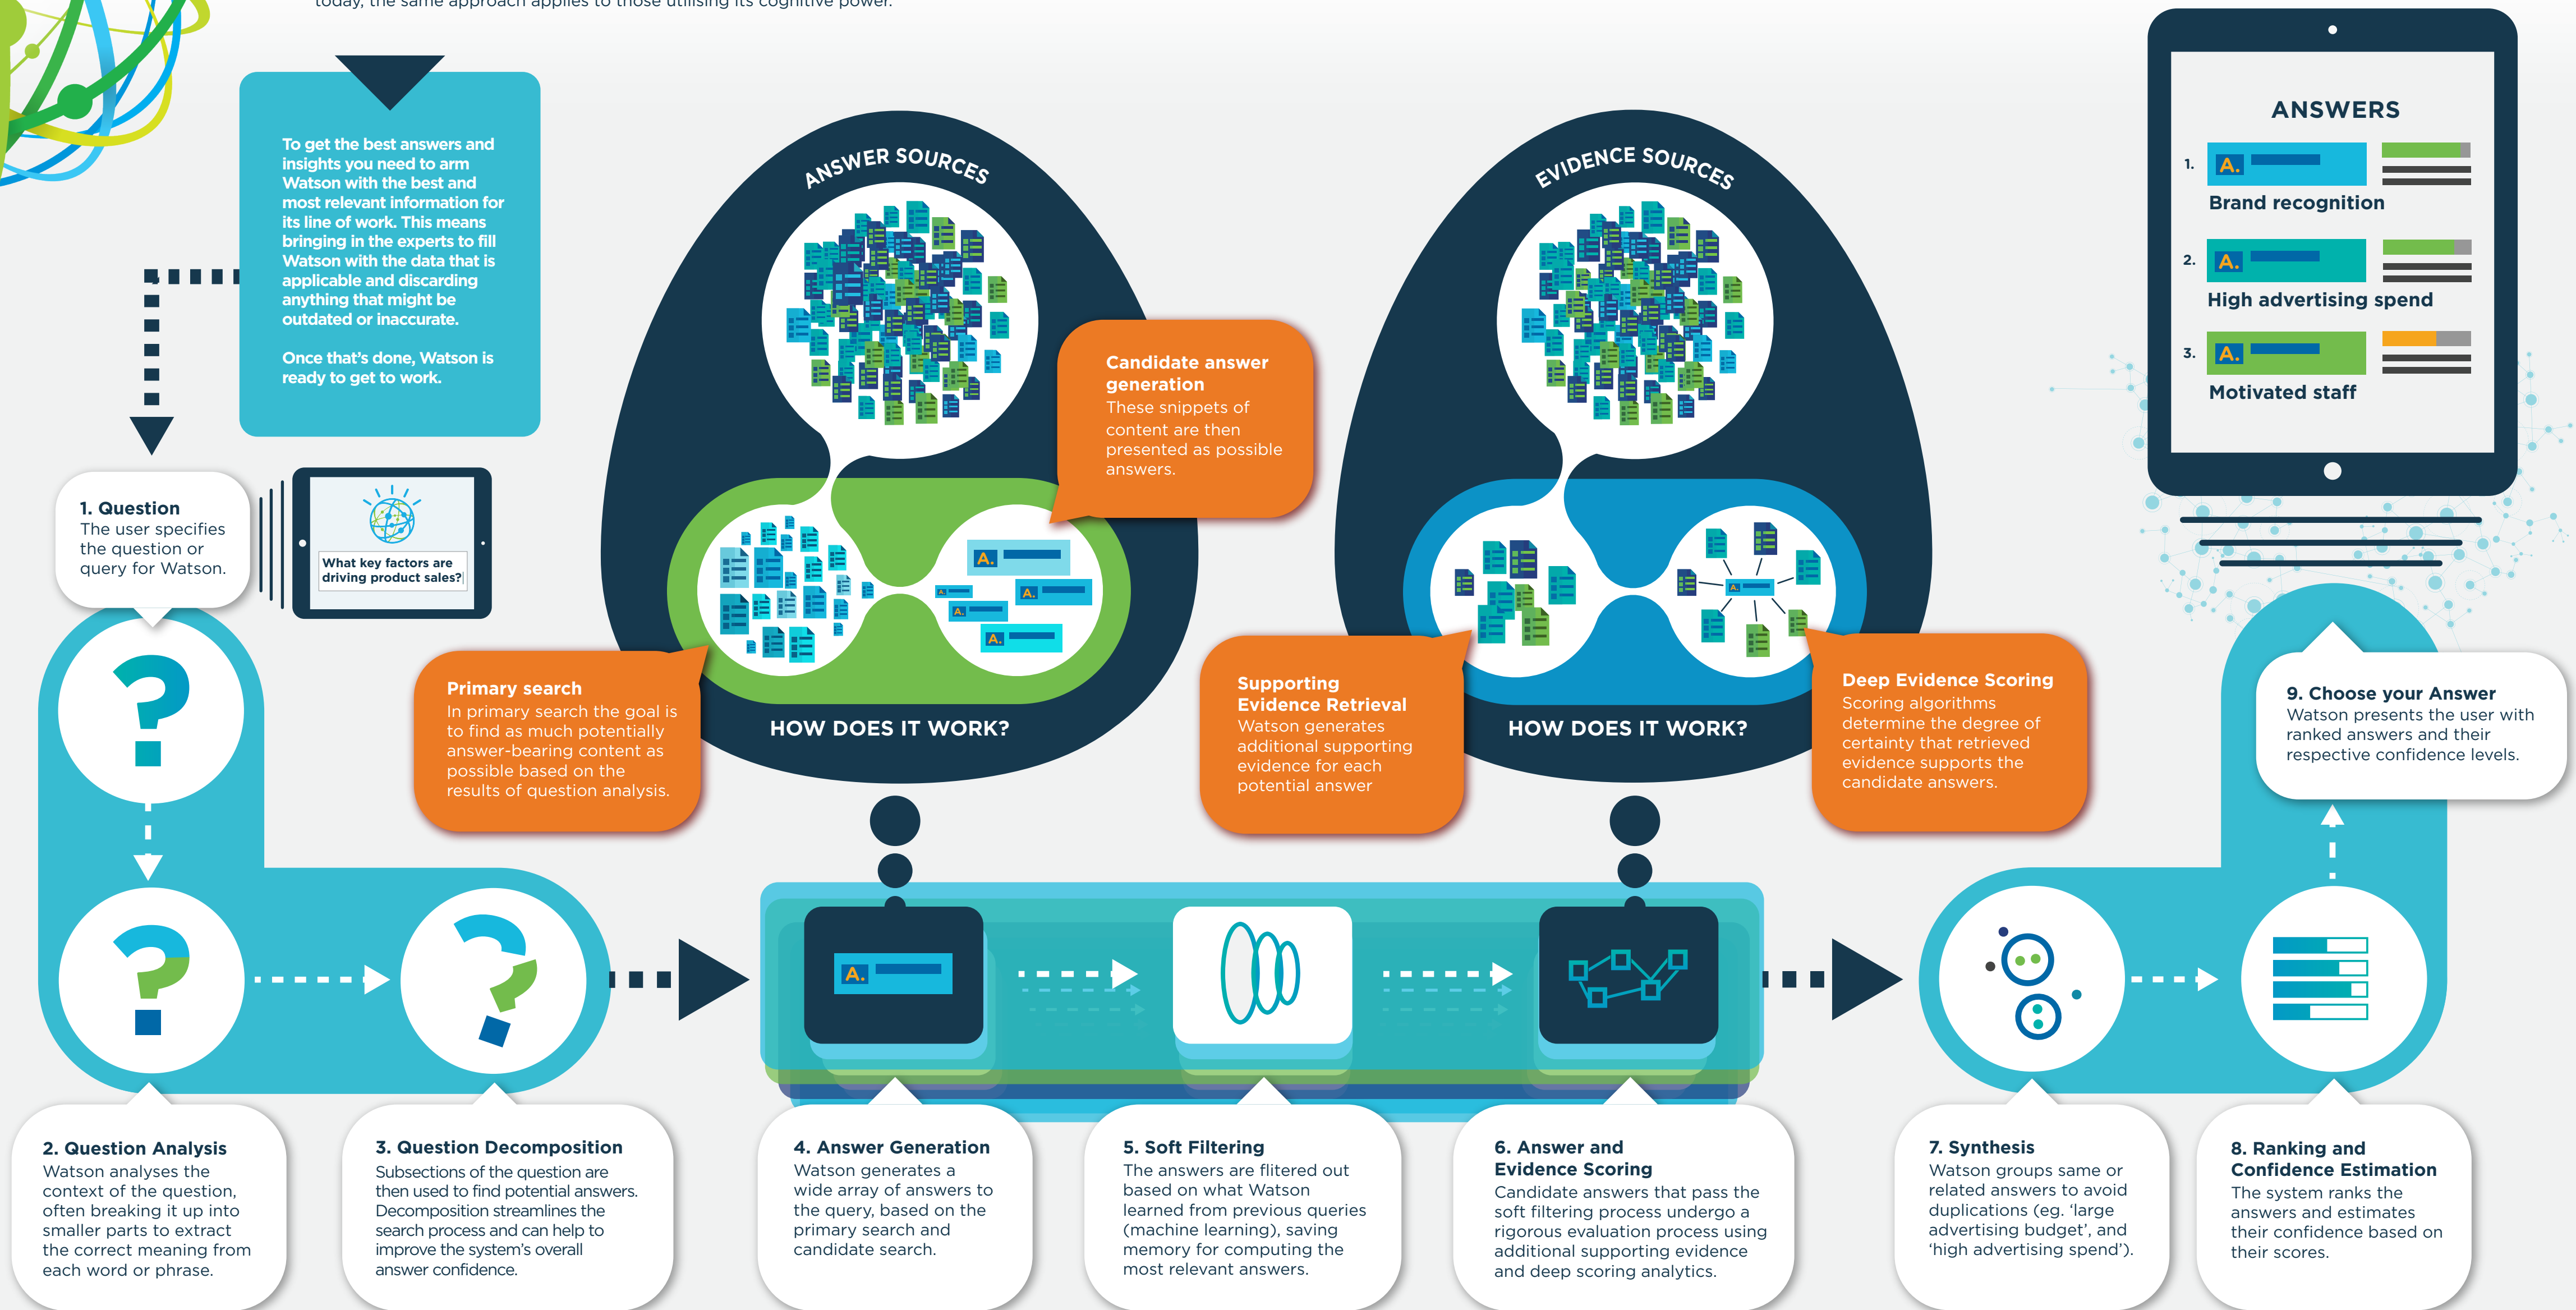 today, the same approach applies to those utilising its cognitive power.
To get the best answers and
insights you need to arm
Watson with the best and
most relevant information for
its line of work. This means
bringing in the experts to fill
Watson with the data that is
applicable and discarding
anything that might be
outdated or inaccurate.
Once that's done, Watson is
ready to get to work.
1. Question
The user specifies
the question or
query for Watson.
What key factors are
driving product sales?
ANSWER SOURCES
Candidate answer
generation
These snippets of
content are then
presented as possible
answers.
A.
A.
A.
A.
A.
Primary search
In primary search the goal is
to find as much potentially
answer-bearing content as
possible based on the
results of question analysis.
HOW DOES IT WORK?
EVIDENCE SOURCES
A.
Supporting
Evidence Retrieval
Watson generates
additional supporting
evidence for each
potential answer
HOW DOES IT WORK?
Deep Evidence Scoring
Scoring algorithms
determine the degree of
certainty that retrieved
evidence supports the
candidate answers.
ANSWERS
1. A.
Brand recognition
2. A.
High advertising spend
3. A.
Motivated staff
9. Choose your Answer
Watson presents the user with
ranked answers and their
respective confidence levels.
?
?
?
A.
2. Question Analysis
Watson analyses the
context of the question,
often breaking it up into
smaller parts to extract
the correct meaning from
each word or phrase.
3. Question Decomposition
Subsections of the question are
then used to find potential answers.
Decomposition streamlines the
search process and can help to
improve the system's overall
answer confidence.
4. Answer Generation
Watson generates a
wide array of answers to
the query, based on the
primary search and
candidate search.
5. Soft Filtering
The answers are flitered out
based on what Watson
learned from previous queries
(machine learning), saving
memory for computing the
most relevant answers.
6. Answer and
Evidence Scoring
Candidate answers that pass the
soft filtering process undergo a
rigorous evaluation process using
additional supporting evidence
and deep scoring analytics.
7. Synthesis
Watson groups same or
related answers to avoid
duplications (eg. 'large
advertising budget', and
'high advertising spend').
8. Ranking and
Confidence Estimation
The system ranks the
answers and estimates
their confidence based on
their scores.